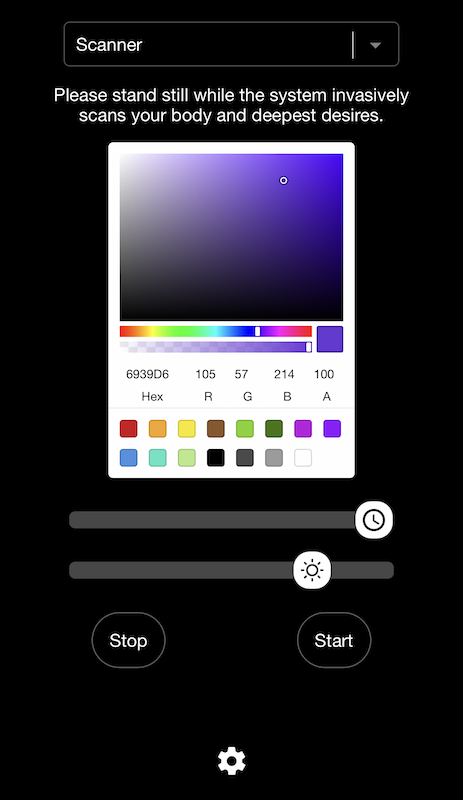 Scanner
Please stand still while the system invasively
scans your body and deepest desires.
6939D6 105 57 214 100
Hex R G B A
Stop Start